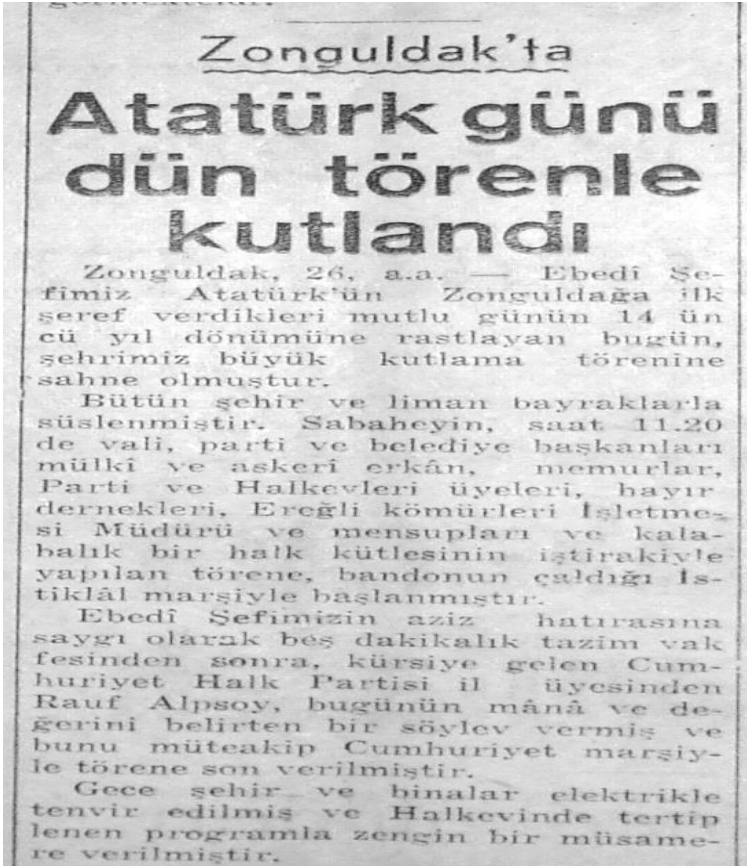 Zonguldak'ta
Atatürk günü
dün törenle
kutlandı
Zonguldak, 26, a.a. — Ebedî Şe-
fimiz Atatürk'ün Zonguldağa ilk
şeref verdikleri mutlu günün 14 ün
cü yıl dönümüne rastlayan bugün,
şehrimiz büyük kutlama törenine
sahne olmuştur.
Bütün şehir ve liman bayraklarla
süslenmiştir. Sabaheyin, saat 11.20
de vali, parti ve belediye başkanları
mülkî ve askerî erkân, memurlar,
Parti ve Halkevleri üyeleri, hayır
dernekleri, Ereğli kömürleri İşletme-
si Müdürü ve mensupları ve kala-
balık bir halk kütlesinin iştirakiyle
yapılan törene, bandonun çaldığı İs-
tiklâl marşiyle başlanmıştır.
Ebedî Şefimizin aziz hatırasına
saygı olarak beş dakikalık tazim vak
fesinden sonra, kürsiye gelen Cum-
huriyet Halk Partisi il üyesinden
Rauf Alpsoy, bugünün mânâ ve de-
ğerini belirten bir söylev vermiş ve
bunu müteakip Cumhuriyet marşiy-
le törene son verilmiştir.
Gece şehir ve binalar elektrikle
tenvir edilmiş ve Halkevinde tertip
lenen programla zengin bir müsame-
re verilmiştir.